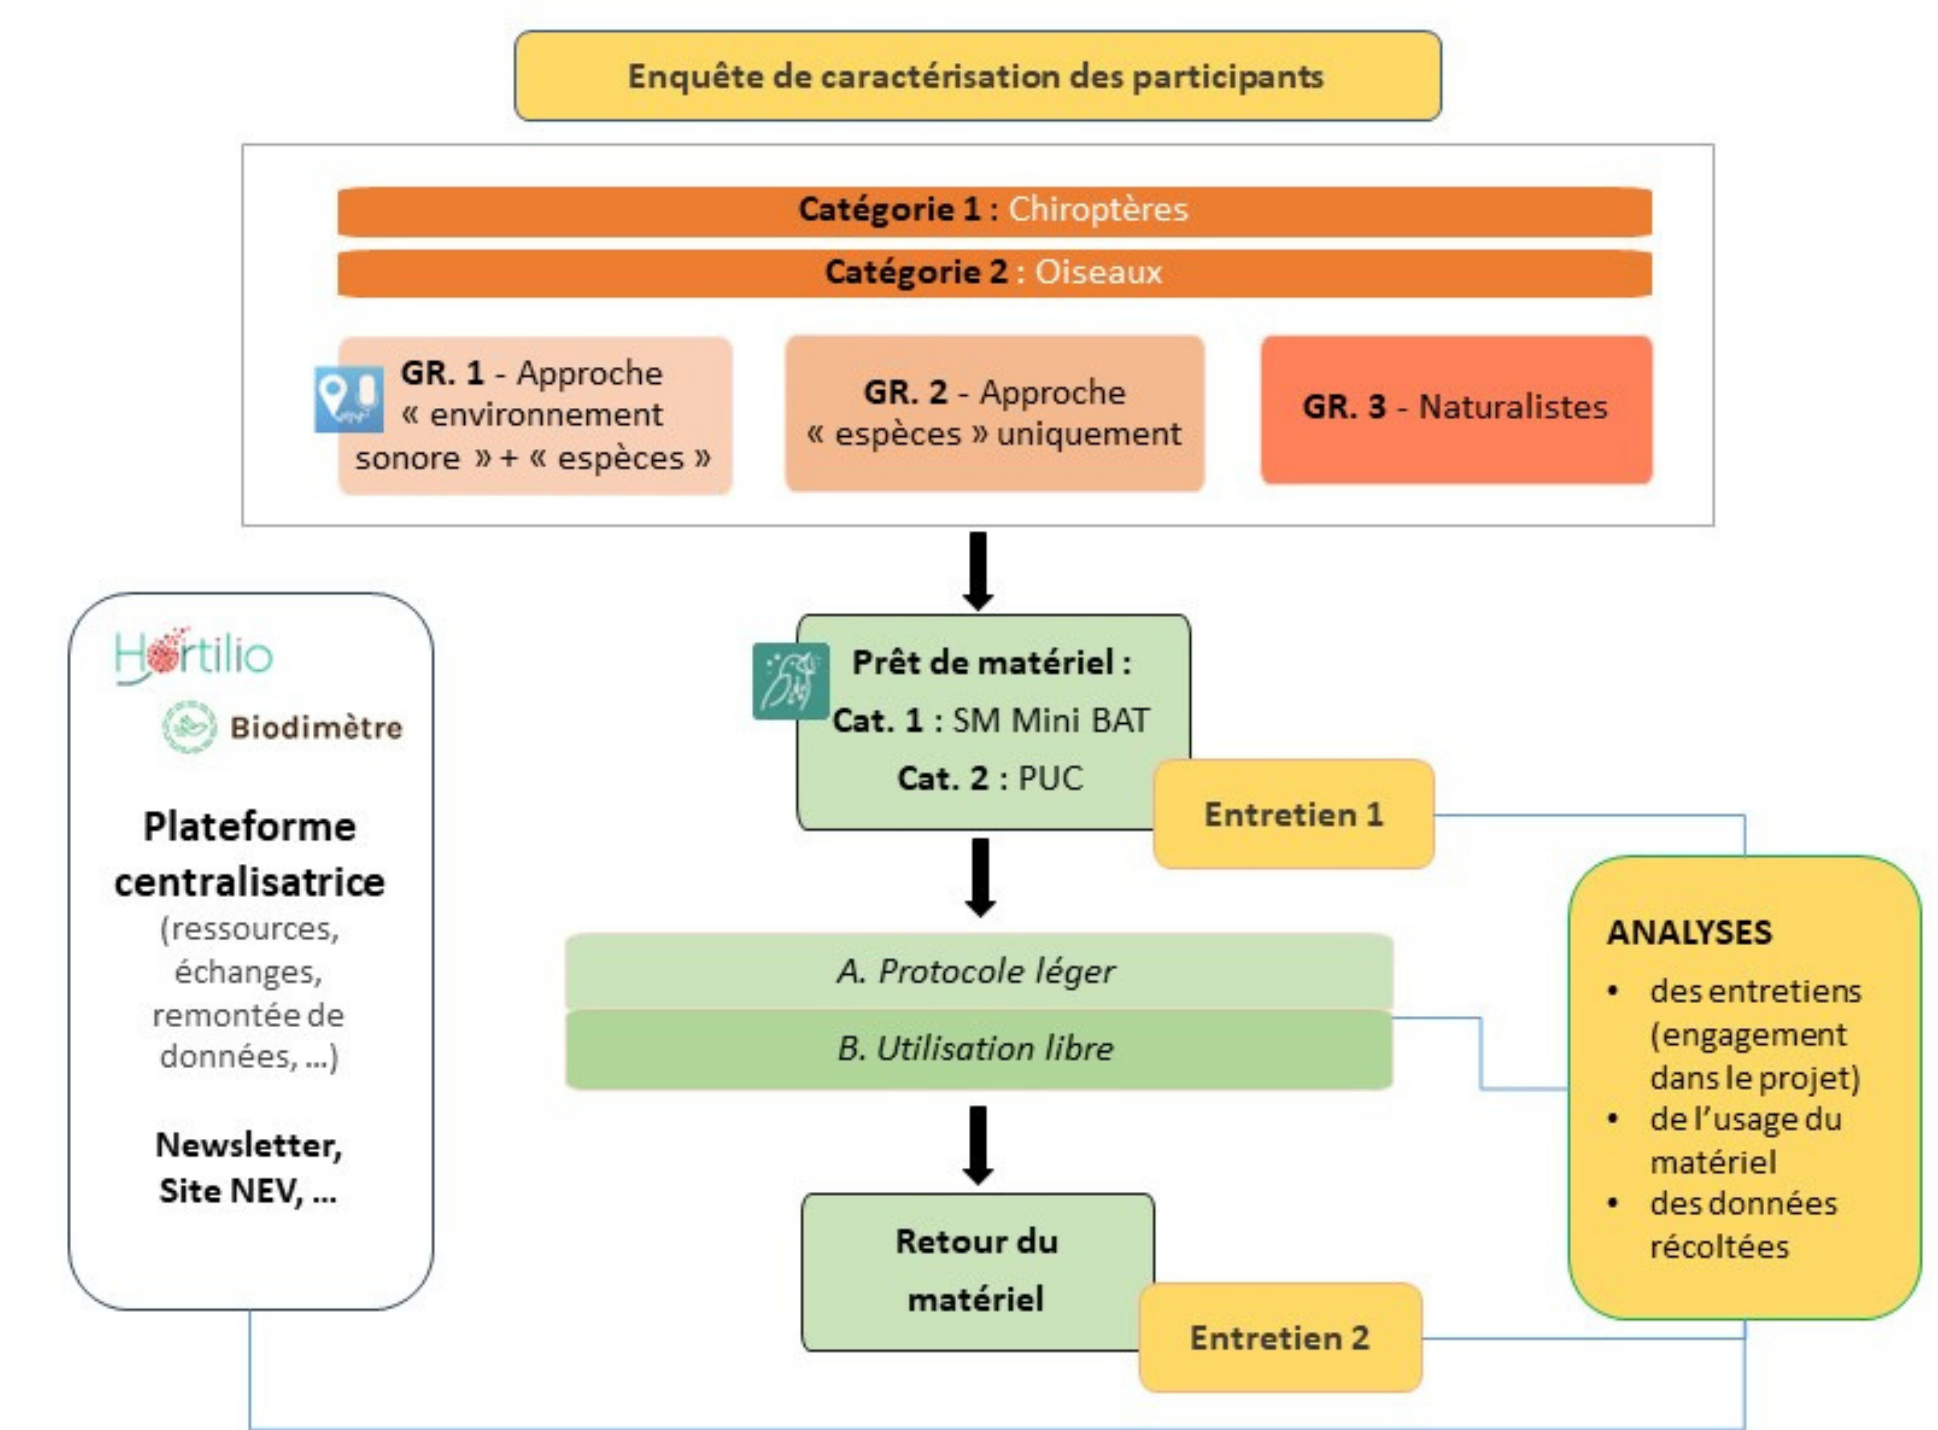 Enquête de caractérisation des participants
Catégorie 1 : Chiroptères
Catégorie 2 : Oiseaux
GR. 1 - Approche
« environnement
sonore » + « espèces »
GR. 2 - Approche
« espèces » uniquement
GR. 3 - Naturalistes
Prêt de matériel :
Cat. 1 : SM Mini BAT
Cat. 2 : PUC
Entretien 1
A. Protocole léger
B. Utilisation libre
Retour du
matériel
Entretien 2
Hortilio
Biodimètre
Plateforme
centralisatrice
(ressources,
échanges,
remontée de
données, ...)
Newsletter,
Site NEV, ...
ANALYSES
• des entretiens
(engagement
dans le projet)
• de l'usage du
matériel
• des données
récoltées